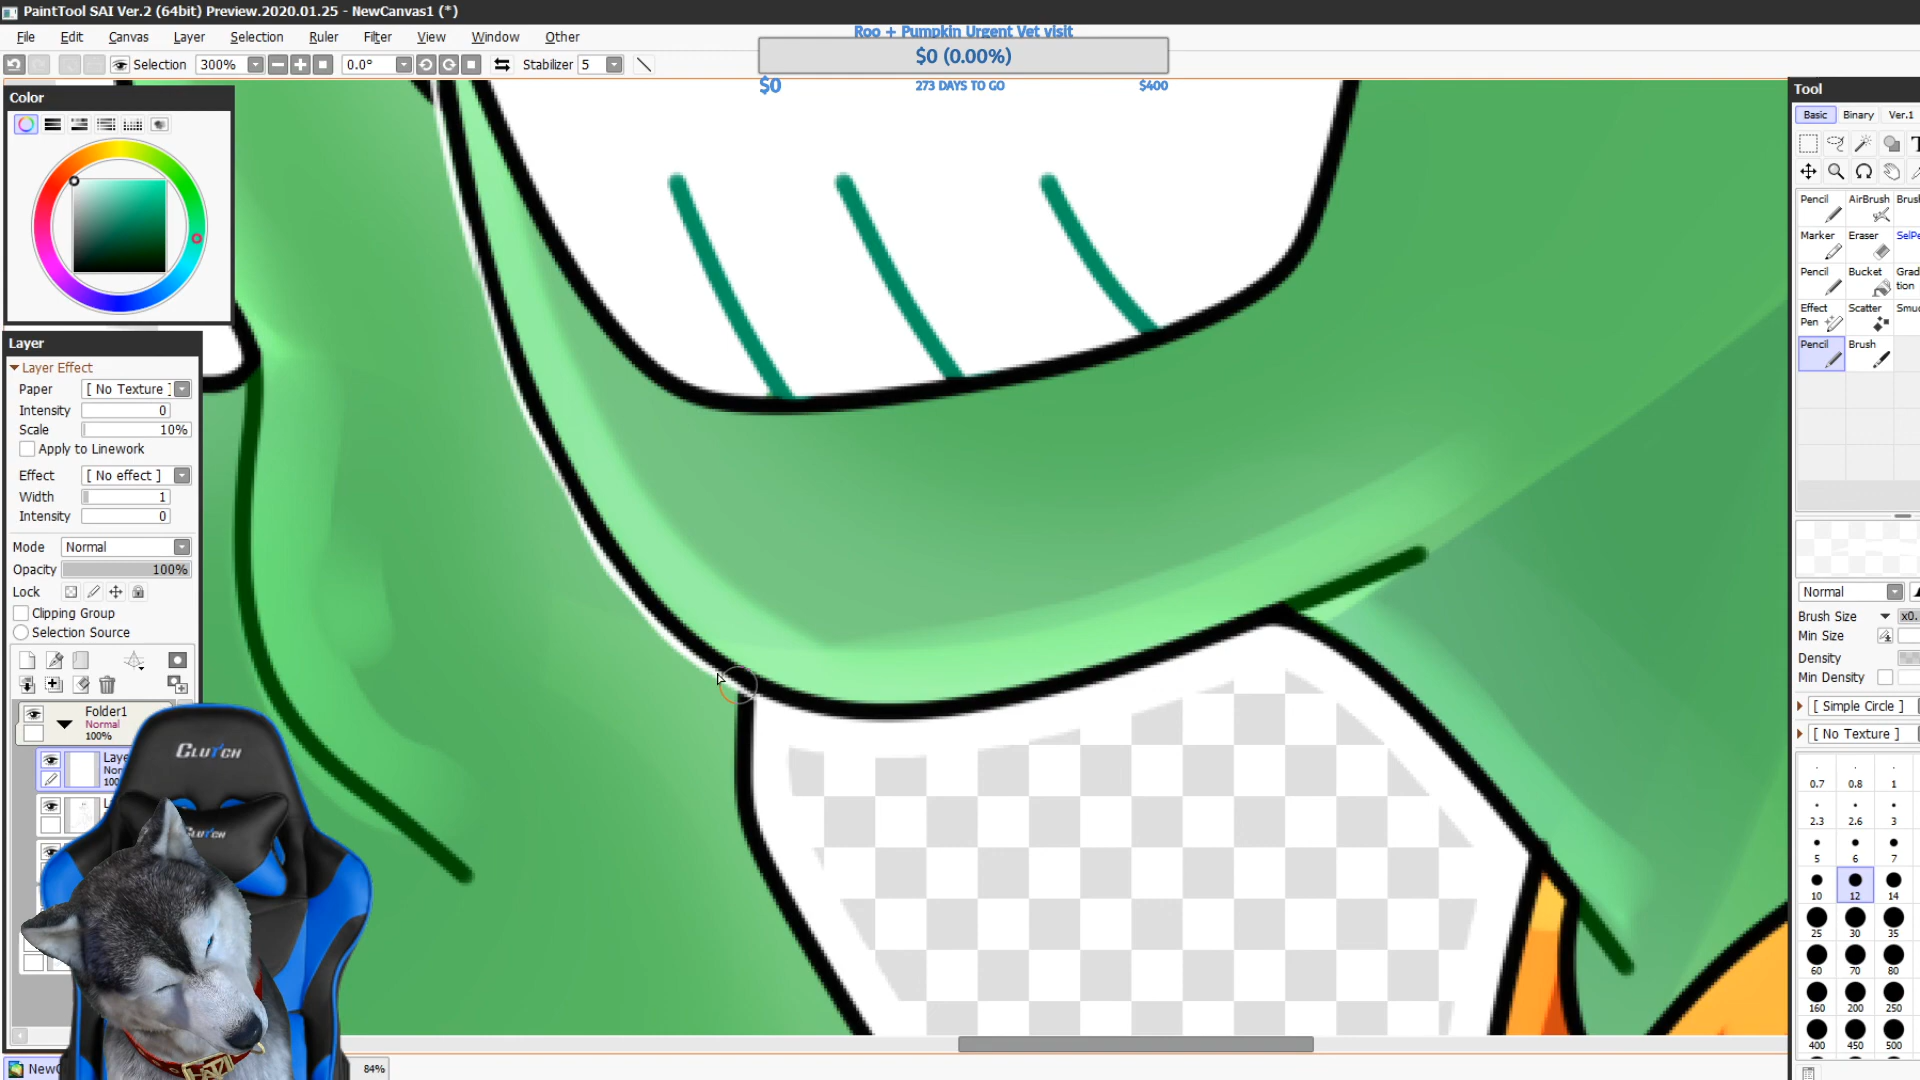 PaintTool SAI Ver.2 (64bit) Preview.2020.01.25 - NewCanvas1 (*)
File Edit Canvas Layer Selection Ruler Filter View Window Other
Selection 300% 0.0° Stabilizer 5
Roo + Pumpkin Urgent Vet visit
$0 (0.00%)
$0 273 DAYS TO GO $400
Color
Layer
Layer Effect
Paper [ No Texture ]
Intensity 0
Scale 10%
Apply to Linework
Effect [ No effect ]
Width 1
Intensity 0
Mode Normal
Opacity 100%
Lock
Clipping Group
Selection Source
Folder1
Normal
100%
CLUTCH
84%
Tool
Basic Binary Ver.1
Pencil AirBrush
Marker Eraser
Pencil Bucket
Effect Pen Scatter
Pencil Brush
Normal
Brush Size
Min Size
Density
Min Density
[ Simple Circle ]
[ No Texture ]
0.7 0.8 1
2.3 2.6 3
5 6 7
10 12 14
25 30 35
60 70 80
160 200 250
400 450 500